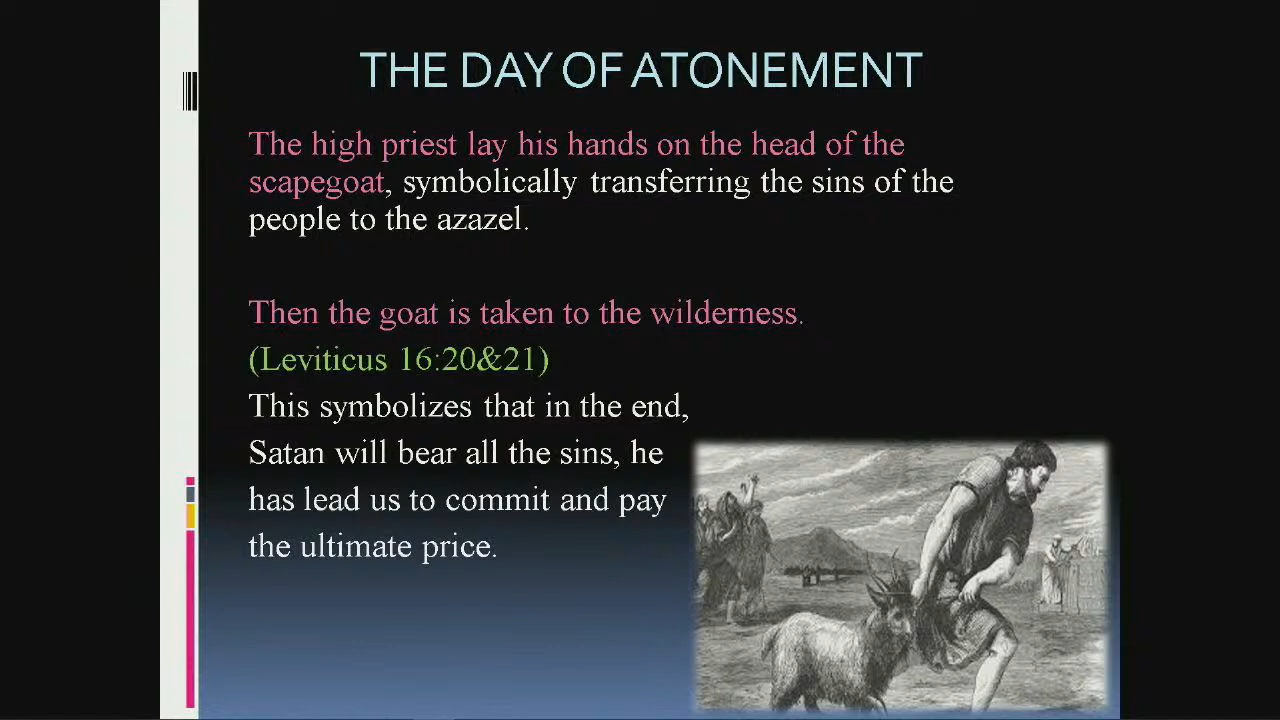 THE DAY OF ATONEMENT
The high priest lay his hands on the head of the
scapegoat, symbolically transferring the sins of the
people to the azazel.
Then the goat is taken to the wilderness.
(Leviticus 16:20&21)
This symbolizes that in the end,
Satan will bear all the sins, he
has lead us to commit and pay
the ultimate price.